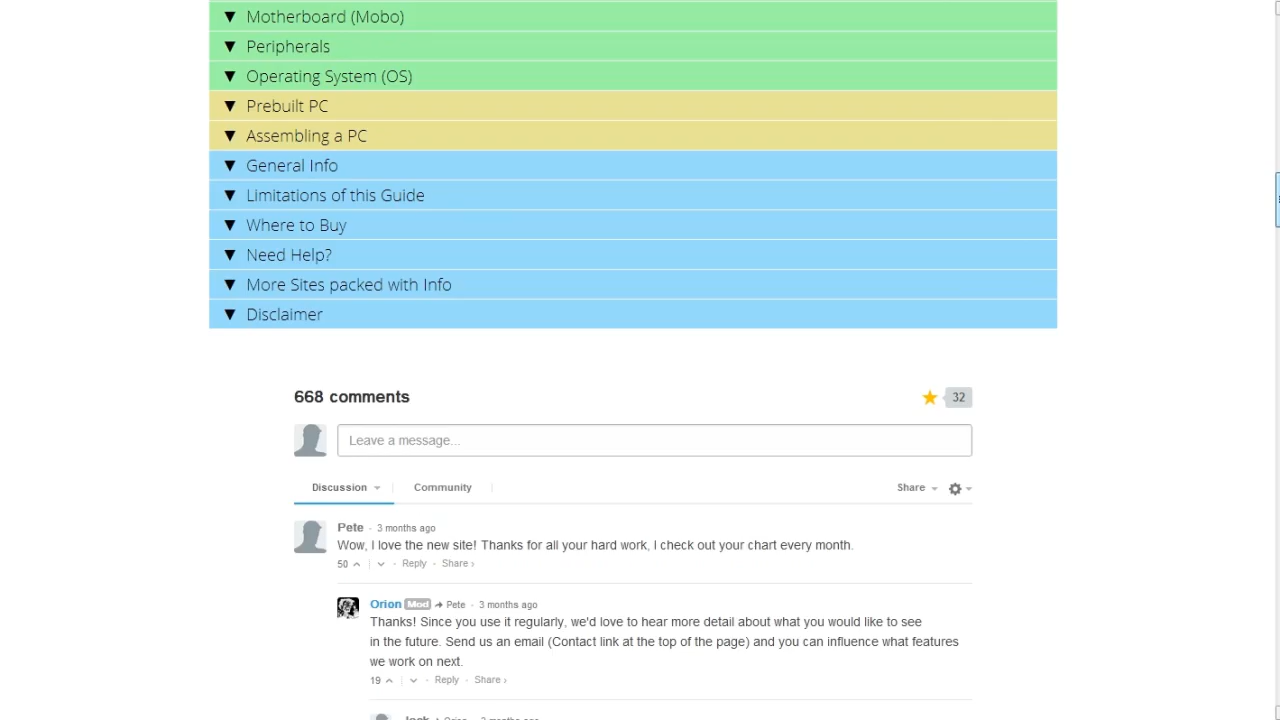 Motherboard (Mobo)
Peripherals
Operating System (OS)
Prebuilt PC
Assembling a PC
General Info
Limitations of this Guide
Where to Buy
Need Help?
More Sites packed with Info
Disclaimer
668 comments
32
Leave a message...
Discussion
Community
Share
Pete - 3 months ago
Wow, I love the new site! Thanks for all your hard work, I check out your chart every month.
50 Reply Share ›
Orion Mod Pete - 3 months ago
Thanks! Since you use it regularly, we'd love to hear more detail about what you would like to see
in the future. Send us an email (Contact link at the top of the page) and you can influence what features
we work on next.
19 Reply Share ›